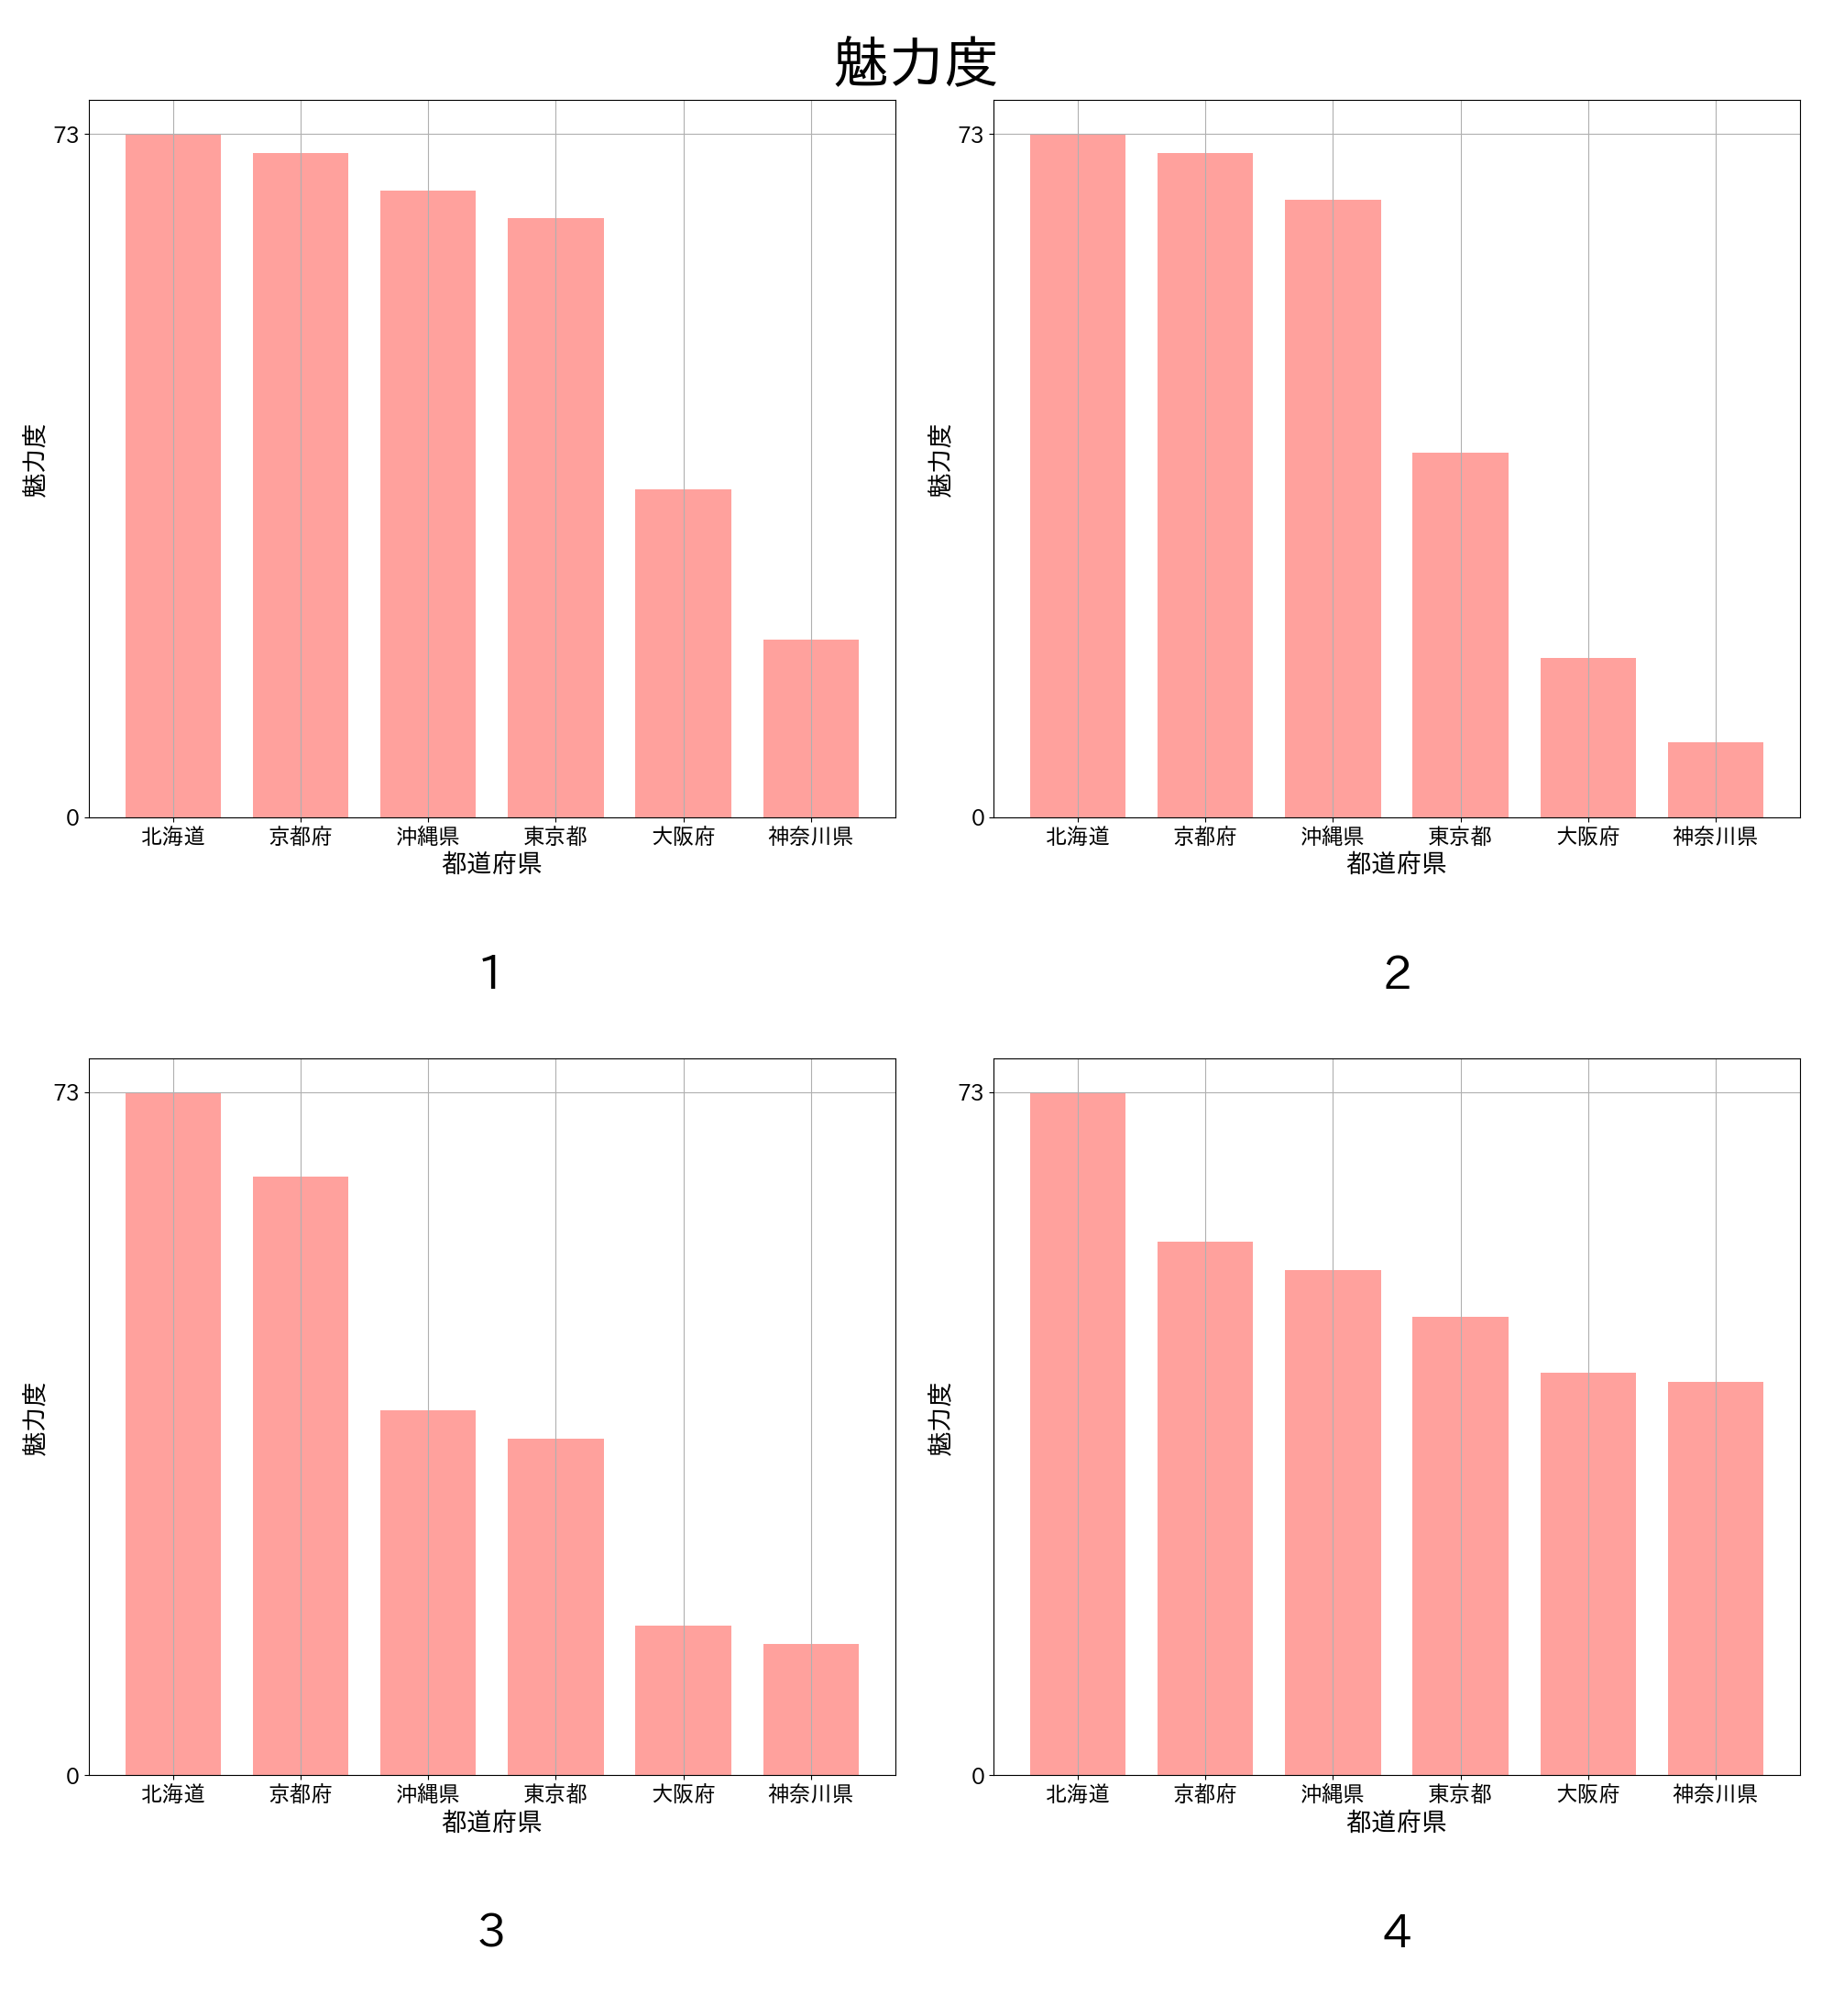 魅力度
73
魅力度
0
北海道 京都府 沖縄県 東京都 大阪府 神奈川県
都道府県
1
73
魅力度
0
北海道 京都府 沖縄県 東京都 大阪府 神奈川県
都道府県
2
73
魅力度
0
北海道 京都府 沖縄県 東京都 大阪府 神奈川県
都道府県
3
73
魅力度
0
北海道 京都府 沖縄県 東京都 大阪府 神奈川県
都道府県
4